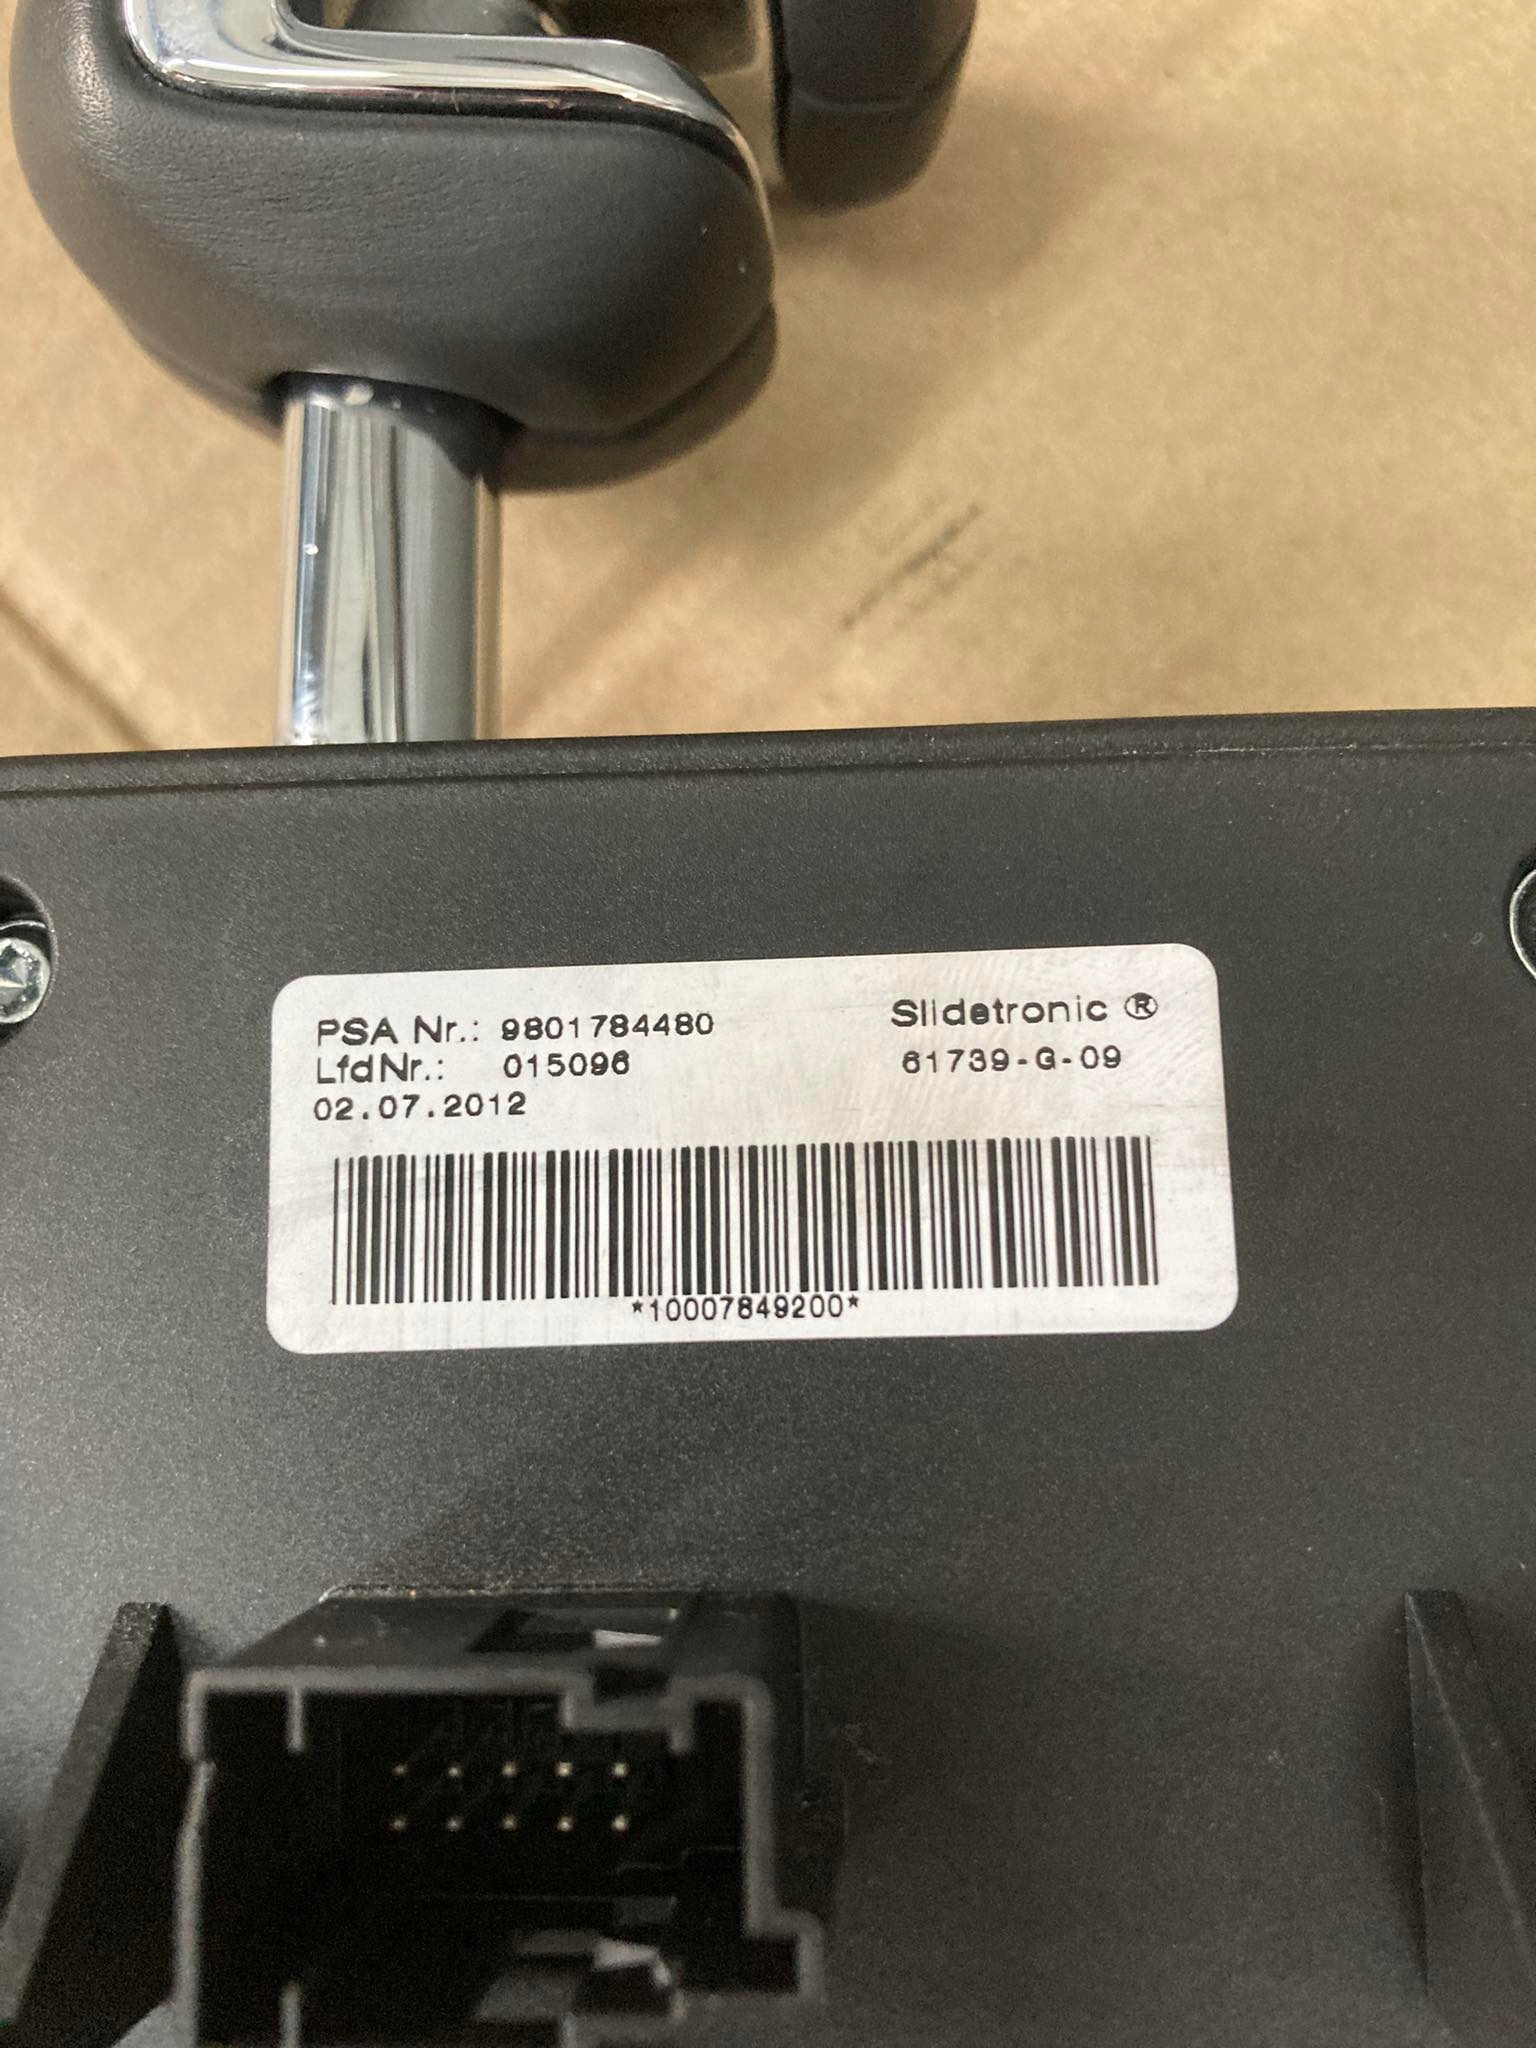 PSA Nr.: 9801784480
LfdNr.: 015096
02.07.2012
Slidetronic ®
61739-G-09
*10007849200*